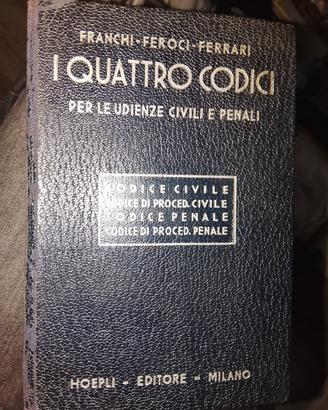 FRANCHI-FEROCI-FERRARI
I QUATTRO CODICI
PER LE UDIENZE CIVILI E PENALI
CODICE CIVILE
CODICE DI PROCED. CIVILE
CODICE PENALE
CODICE DI PROCED. PENALE
HOEPLI - EDITORE - MILANO